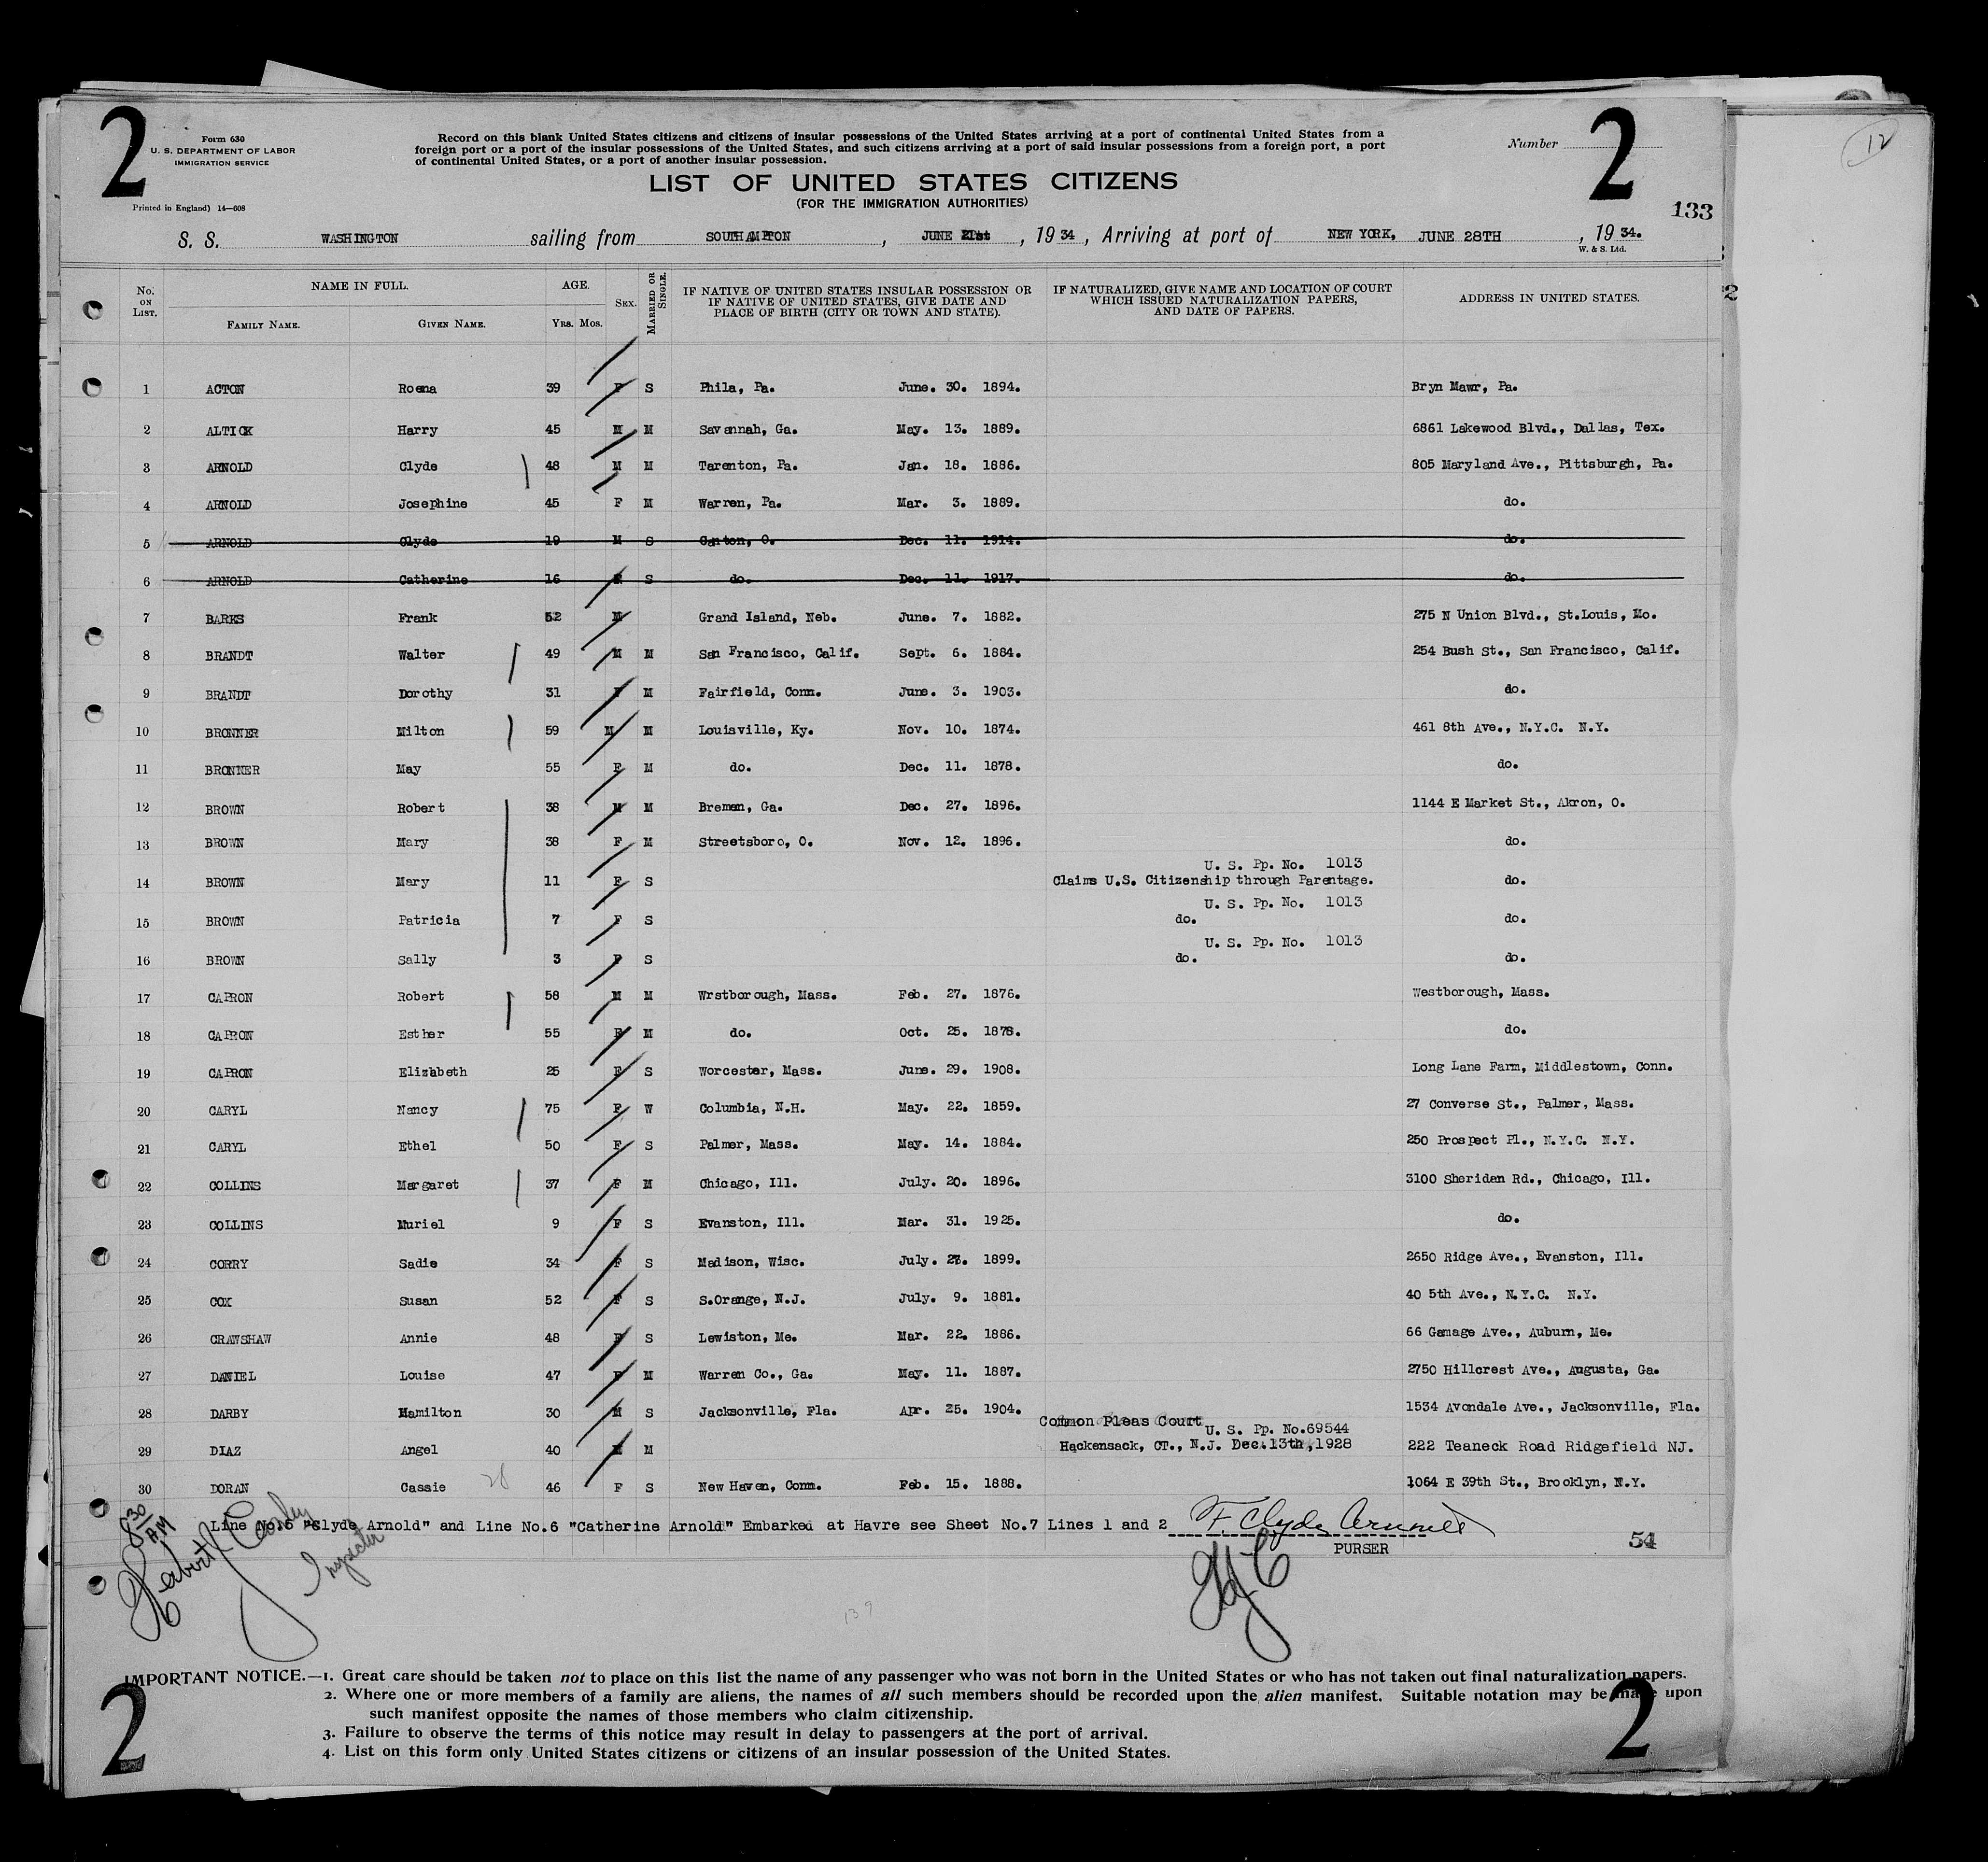 2
Form 630
U. S. DEPARTMENT OF LABOR
IMMIGRATION SERVICE
Printed in England) 14—608
Record on this blank United States citizens and citizens of insular possessions of the United States arriving at a port of continental United States from a
foreign port or a port of the insular possessions of the United States, and such citizens arriving at a port of said insular possessions from a foreign port, a port
of continental United States, or a port of another insular possession.
LIST OF UNITED STATES CITIZENS
(FOR THE IMMIGRATION AUTHORITIES)
Number
2
12
133
S. S. WASHINGTON sailing from SOUTHAMPTON, JUNE 21st, 1934, Arriving at port of NEW YORK, JUNE 28TH, 1934.
W. & S. Ltd.
No. ON LIST. NAME IN FULL. FAMILY NAME. GIVEN NAME. AGE. YRS. MOS. SEX. MARRIED OR SINGLE. IF NATIVE OF UNITED STATES INSULAR POSSESSION OR IF NATIVE OF UNITED STATES, GIVE DATE AND PLACE OF BIRTH (CITY OR TOWN AND STATE). IF NATURALIZED, GIVE NAME AND LOCATION OF COURT WHICH ISSUED NATURALIZATION PAPERS, AND DATE OF PAPERS. ADDRESS IN UNITED STATES.
1 ACTON Roena 39 F S Phila, Pa. June. 30. 1894. Bryn Mawr, Pa.
2 ALTICK Harry 45 M M Savannah, Ga. May. 13. 1889. 6861 Lakewood Blvd., Dallas, Tex.
3 ARNOLD Clyde 48 M M Tarenton, Pa. Jan. 18. 1886. 805 Maryland Ave., Pittsburgh, Pa.
4 ARNOLD Josephine 45 F M Warren, Pa. Mar. 3. 1889. do.
5 ARNOLD Clyde 19 M S Canton, O. Dec. 11. 1914. do.
6 ARNOLD Catherine 16 F S do. Dec. 11. 1917. do.
7 BARKS Frank 52 M Grand Island, Neb. June. 7. 1882. 275 N Union Blvd., St.Louis, Mo.
8 BRANDT Walter 49 M M San Francisco, Calif. Sept. 6. 1884. 254 Bush St., San Francisco, Calif.
9 BRANDT Dorothy 31 F M Fairfield, Conn. June. 3. 1903. do.
10 BRONNER Milton 59 M M Louisville, Ky. Nov. 10. 1874. 461 8th Ave., N.Y.C. N.Y.
11 BRONNER May 55 F M do. Dec. 11. 1878. do.
12 BROWN Robert 38 M M Bremen, Ga. Dec. 27. 1896. 1144 E Market St., Akron, O.
13 BROWN Mary 38 F M Streetsboro, O. Nov. 12. 1896. do.
U. S. Pp. No. 1013
14 BROWN Mary 11 F S Claims U.S. Citizenship through Parentage. do.
U. S. Pp. No. 1013
15 BROWN Patricia 7 F S do. do.
U. S. Pp. No. 1013
16 BROWN Sally 3 F S do. do.
17 CAPRON Robert 58 M M Wrstborough, Mass. Feb. 27. 1876. Westborough, Mass.
18 CAPRON Esther 55 F M do. Oct. 25. 1878. do.
19 CAPRON Elizabeth 25 F S Worcester, Mass. June. 29. 1908. Long Lane Farm, Middlestown, Conn.
20 CARYL Nancy 75 F W Columbia, N.H. May. 22. 1859. 27 Converse St., Palmer, Mass.
21 CARYL Ethel 50 F S Palmer, Mass. May. 14. 1884. 250 Prospect Pl., N.Y.C. N.Y.
22 COLLINS Margaret 37 F M Chicago, Ill. July. 20. 1896. 3100 Sheridan Rd., Chicago, Ill.
23 COLLINS Muriel 9 F S Evanston, Ill. Mar. 31. 1925. do.
24 CORRY Sadie 34 F S Madison, Wisc. July. 1899. 2650 Ridge Ave., Evanston, Ill.
25 COX Susan 52 F S S.Orange, N.J. July. 9. 1881. 40 5th Ave., N.Y.C. N.Y.
26 CRAWSHAW Annie 48 F S Lewiston, Me. Mar. 22. 1886. 66 Gamage Ave., Auburn, Me.
27 DANIEL Louise 47 F M Warren Co., Ga. May. 11. 1887. 2750 Hillcrest Ave., Augusta, Ga.
28 DARBY Hamilton 30 M S Jacksonville, Fla. Apr. 25. 1904. 1534 Avondale Ave., Jacksonville, Fla.
Common Pleas Court
U. S. Pp. No.69544
29 DIAZ Angel 40 M M Hackensack, CT., N.J. Dec.13th,1928 222 Teaneck Road Ridgefield NJ.
30 DORAN Cassie 28 46 F S New Haven, Conn. Feb. 15. 1888. 1064 E 39th St., Brooklyn, N.Y.
8 30 AM
Line No.5 "Clyde Arnold" and Line No.6 "Catherine Arnold" Embarked at Havre see Sheet No.7 Lines 1 and 2
PURSER
54
Inspector
139
IMPORTANT NOTICE.—1. Great care should be taken not to place on this list the name of any passenger who was not born in the United States or who has not taken out final naturalization papers.
2. Where one or more members of a family are aliens, the names of all such members should be recorded upon the alien manifest. Suitable notation may be made upon
such manifest opposite the names of those members who claim citizenship.
3. Failure to observe the terms of this notice may result in delay to passengers at the port of arrival.
4. List on this form only United States citizens or citizens of an insular possession of the United States.
2
2